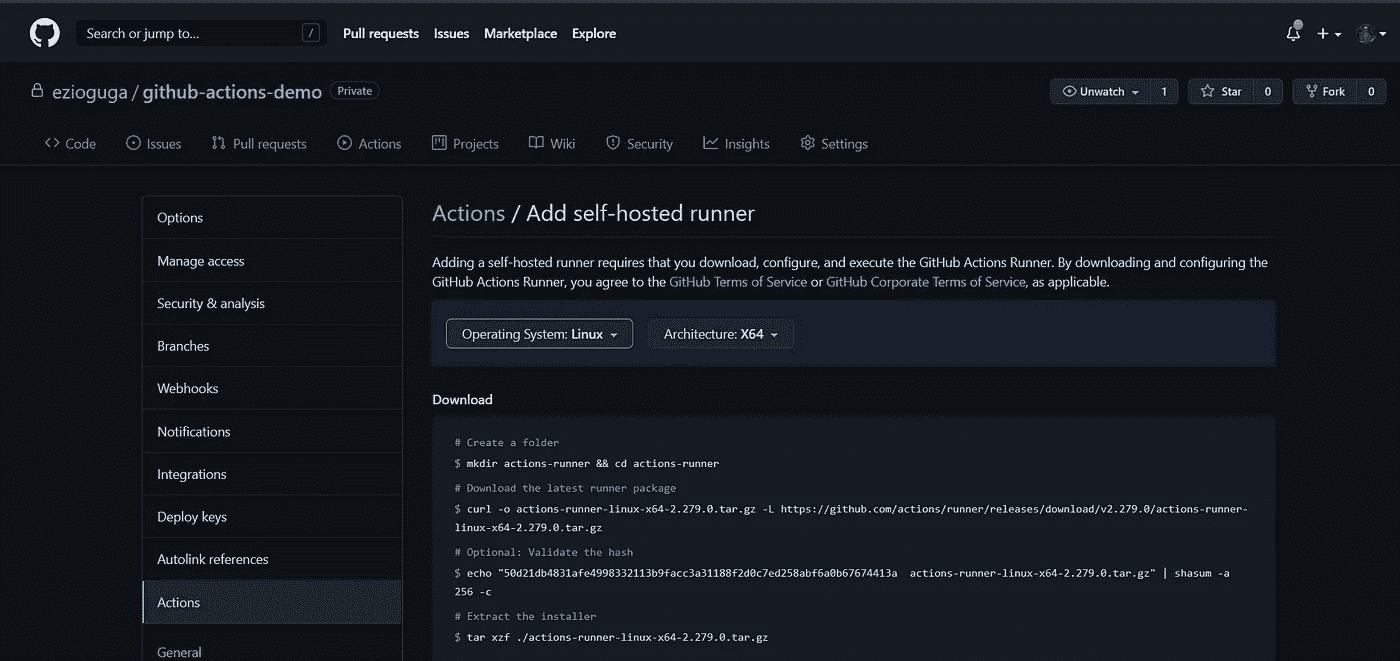 Search or jump to... /
Pull requests Issues Marketplace Explore
ezioguga / github-actions-demo Private
Unwatch 1 Star 0 Fork 0
Code Issues Pull requests Actions Projects Wiki Security Insights Settings
Options
Manage access
Security & analysis
Branches
Webhooks
Notifications
Integrations
Deploy keys
Autolink references
Actions
General
Actions / Add self-hosted runner
Adding a self-hosted runner requires that you download, configure, and execute the GitHub Actions Runner. By downloading and configuring the
GitHub Actions Runner, you agree to the GitHub Terms of Service or GitHub Corporate Terms of Service, as applicable.
Operating System: Linux Architecture: X64
Download
# Create a folder
$ mkdir actions-runner && cd actions-runner
# Download the latest runner package
$ curl -o actions-runner-linux-x64-2.279.0.tar.gz -L https://github.com/actions/runner/releases/download/v2.279.0/actions-runner-
linux-x64-2.279.0.tar.gz
# Optional: Validate the hash
$ echo "50d21db4831afe4998332113b9facc3a31188f2d0c7ed258abf6a0b67674413a  actions-runner-linux-x64-2.279.0.tar.gz" | shasum -a
256 -c
# Extract the installer
$ tar xzf ./actions-runner-linux-x64-2.279.0.tar.gz